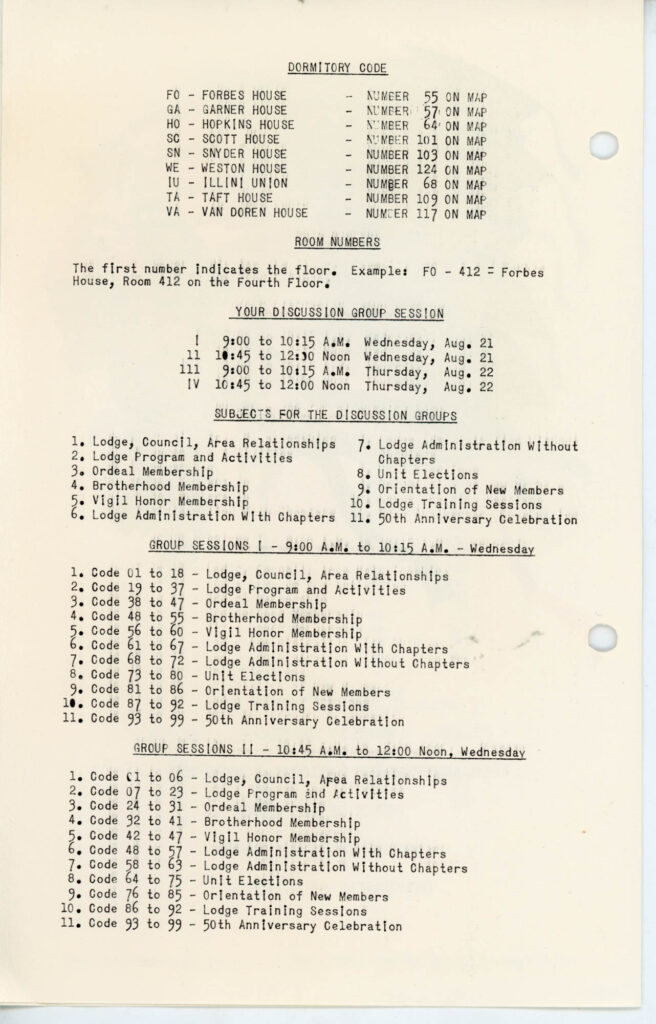 DORMITORY CODE
FO - FORBES HOUSE - NUMBER 55 ON MAP
GA - GARNER HOUSE - NUMBER 57 ON MAP
HO - HOPKINS HOUSE - NUMBER 64 ON MAP
SC - SCOTT HOUSE - NUMBER 101 ON MAP
SN - SNYDER HOUSE - NUMBER 103 ON MAP
WE - WESTON HOUSE - NUMBER 124 ON MAP
IU - ILLINI UNION - NUMBER 68 ON MAP
TA - TAFT HOUSE - NUMBER 109 ON MAP
VA - VAN DOREN HOUSE - NUMBER 117 ON MAP
ROOM NUMBERS
The first number indicates the floor. Example: FO - 412 = Forbes
House, Room 412 on the Fourth Floor.
YOUR DISCUSSION GROUP SESSION
I 9:00 to 10:15 A.M. Wednesday, Aug. 21
II 10:45 to 12:00 Noon Wednesday, Aug. 21
III 9:00 to 10:15 A.M. Thursday, Aug. 22
IV 10:45 to 12:00 Noon Thursday, Aug. 22
SUBJECTS FOR THE DISCUSSION GROUPS
1. Lodge, Council, Area Relationships
2. Lodge Program and Activities
3. Ordeal Membership
4. Brotherhood Membership
5. Vigil Honor Membership
6. Lodge Administration With Chapters
7. Lodge Administration Without
Chapters
8. Unit Elections
9. Orientation of New Members
10. Lodge Training Sessions
11. 50th Anniversary Celebration
GROUP SESSIONS I - 9:00 A.M. to 10:15 A.M. - Wednesday
1. Code 01 to 18 - Lodge, Council, Area Relationships
2. Code 19 to 37 - Lodge Program and Activities
3. Code 38 to 47 - Ordeal Membership
4. Code 48 to 55 - Brotherhood Membership
5. Code 56 to 60 - Vigil Honor Membership
6. Code 61 to 67 - Lodge Administration With Chapters
7. Code 68 to 72 - Lodge Administration Without Chapters
8. Code 73 to 80 - Unit Elections
9. Code 81 to 86 - Orientation of New Members
10. Code 87 to 92 - Lodge Training Sessions
11. Code 93 to 99 - 50th Anniversary Celebration
GROUP SESSIONS II - 10:45 A.M. to 12:00 Noon, Wednesday
1. Code 01 to 06 - Lodge, Council, Area Relationships
2. Code 07 to 23 - Lodge Program and Activities
3. Code 24 to 31 - Ordeal Membership
4. Code 32 to 41 - Brotherhood Membership
5. Code 42 to 47 - Vigil Honor Membership
6. Code 48 to 57 - Lodge Administration With Chapters
7. Code 58 to 63 - Lodge Administration Without Chapters
8. Code 64 to 75 - Unit Elections
9. Code 76 to 85 - Orientation of New Members
10. Code 86 to 92 - Lodge Training Sessions
11. Code 93 to 99 - 50th Anniversary Celebration